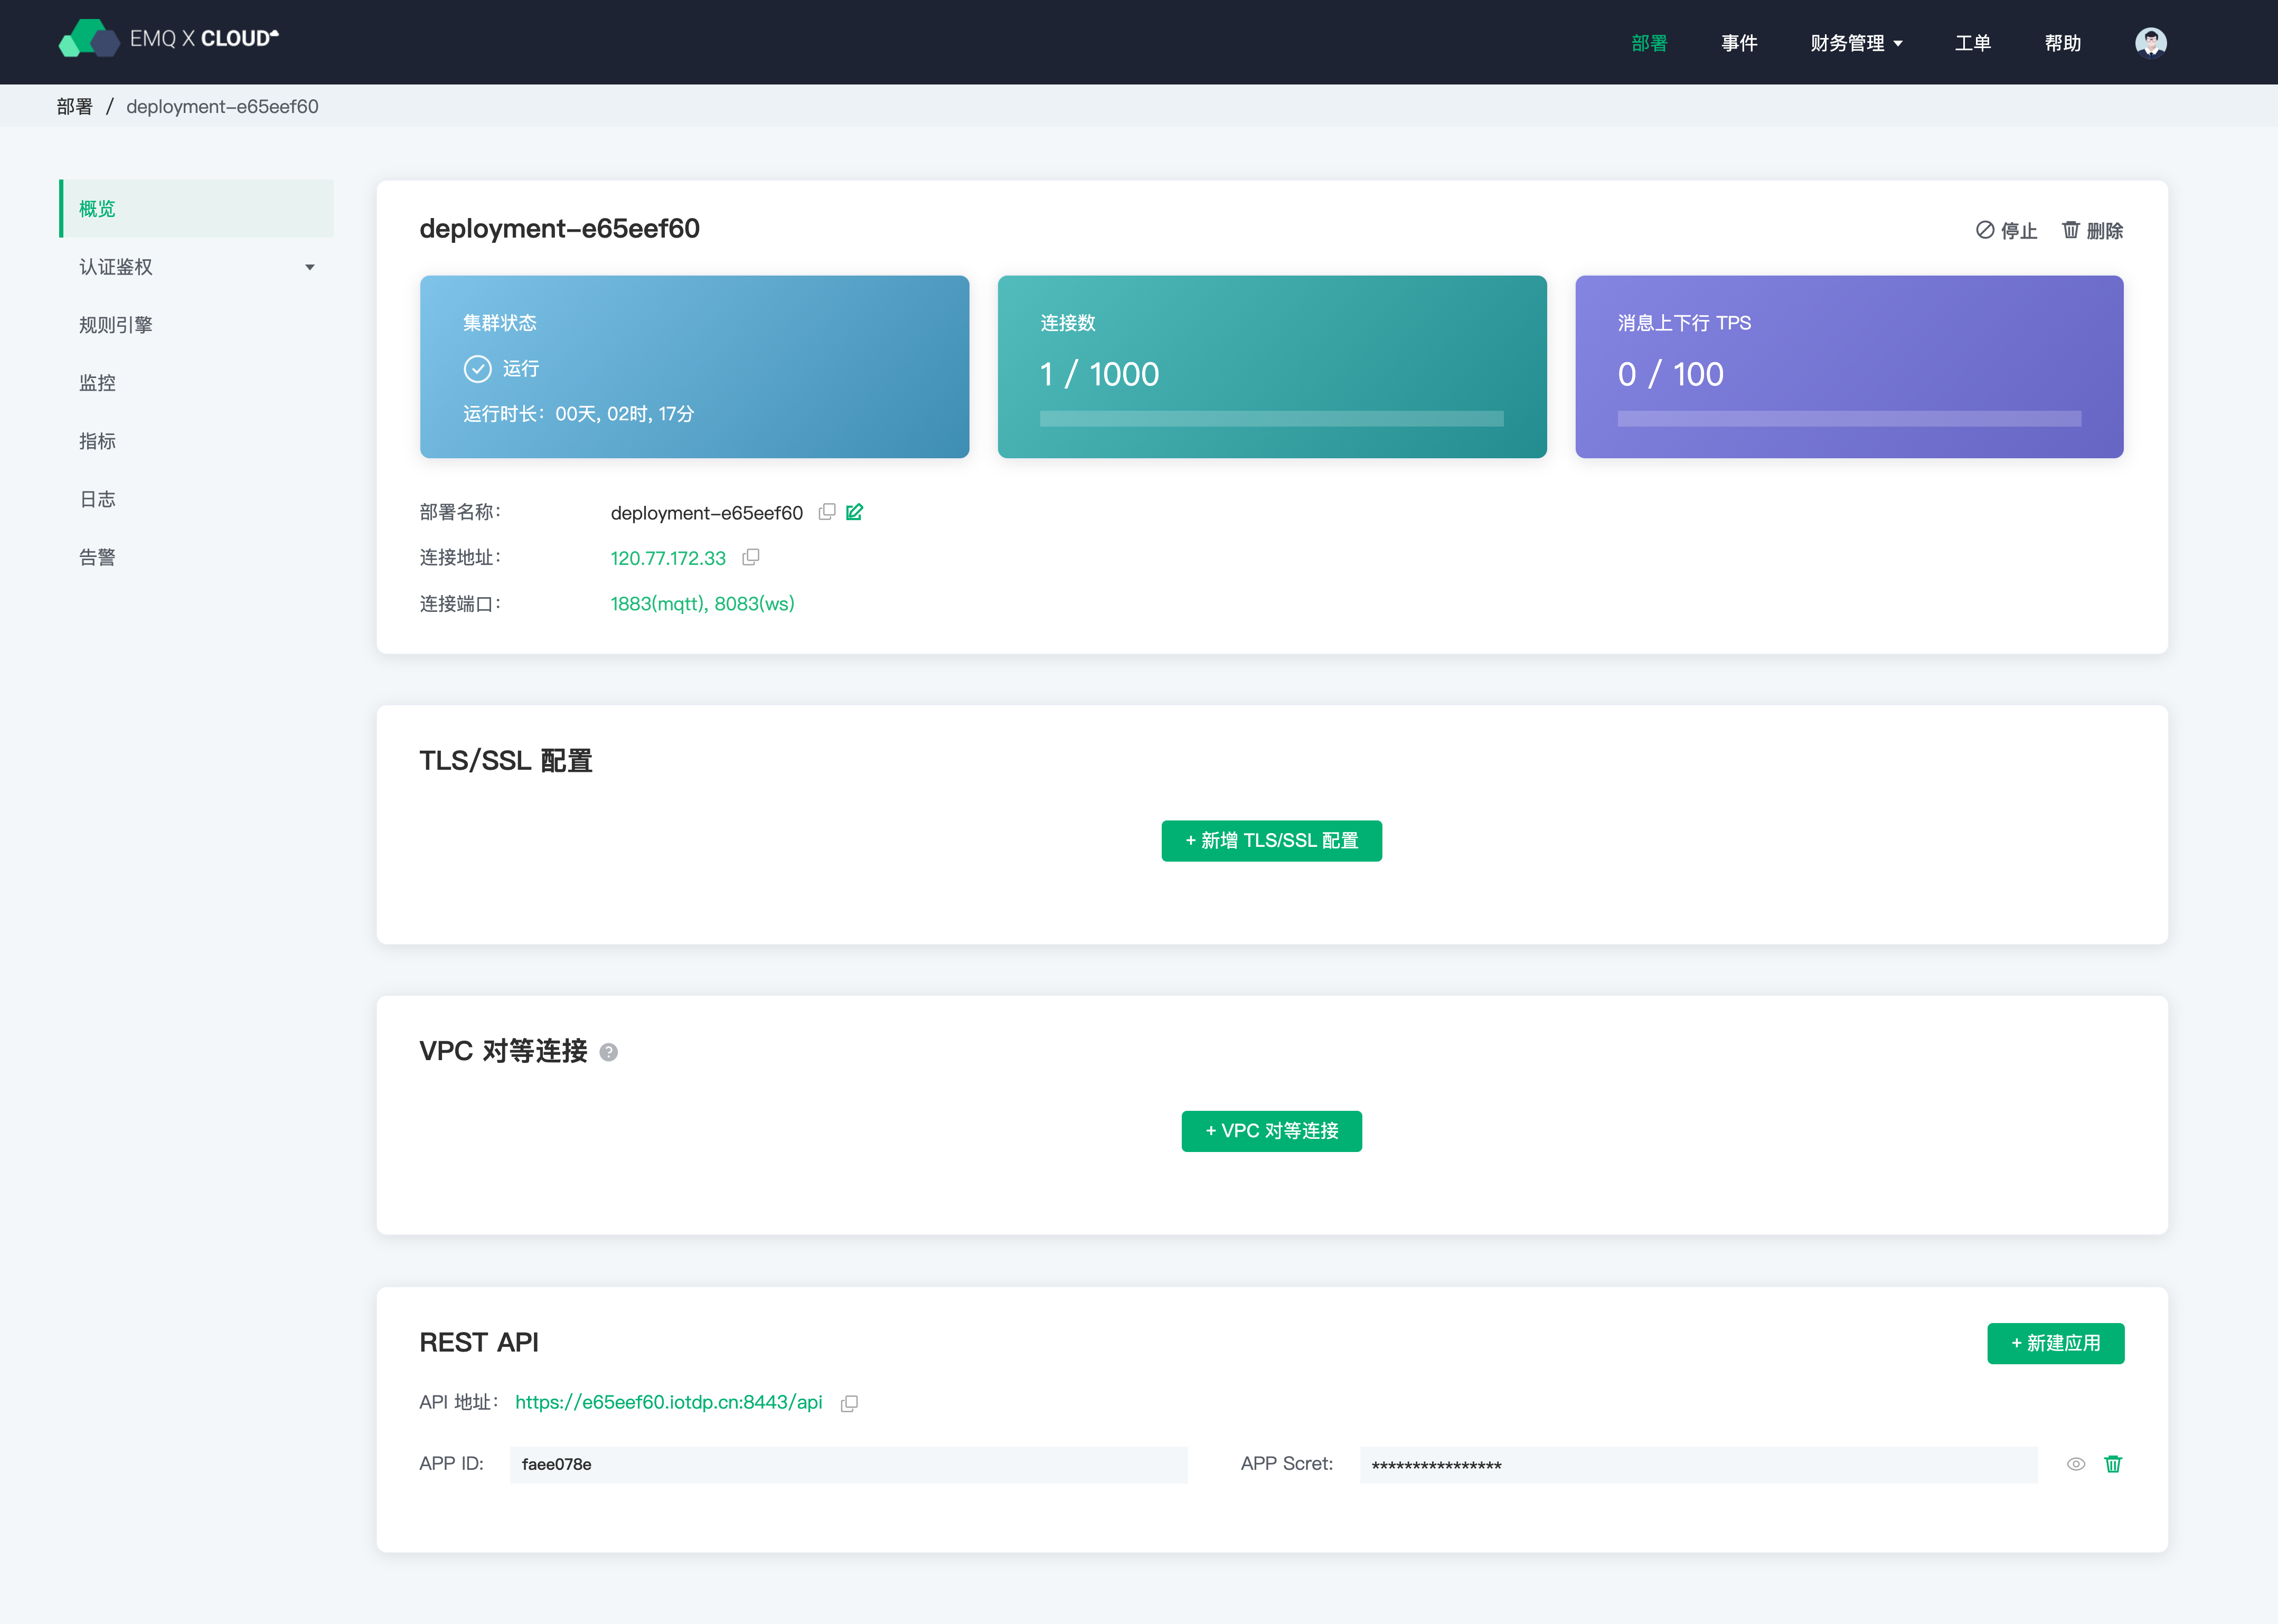 EMQ X CLOUD
部署 事件 财务管理 工单 帮助
部署 / deployment-e65eef60
概览
认证鉴权
规则引擎
监控
指标
日志
告警
deployment-e65eef60
停止 删除
集群状态
运行
运行时长：00天, 02时, 17分
连接数
1 / 1000
消息上下行 TPS
0 / 100
部署名称： deployment-e65eef60
连接地址： 120.77.172.33
连接端口： 1883(mqtt), 8083(ws)
TLS/SSL 配置
+ 新增 TLS/SSL 配置
VPC 对等连接 ?
+ VPC 对等连接
REST API
+ 新建应用
API 地址： https://e65eef60.iotdp.cn:8443/api
APP ID: faee078e APP Scret: ****************